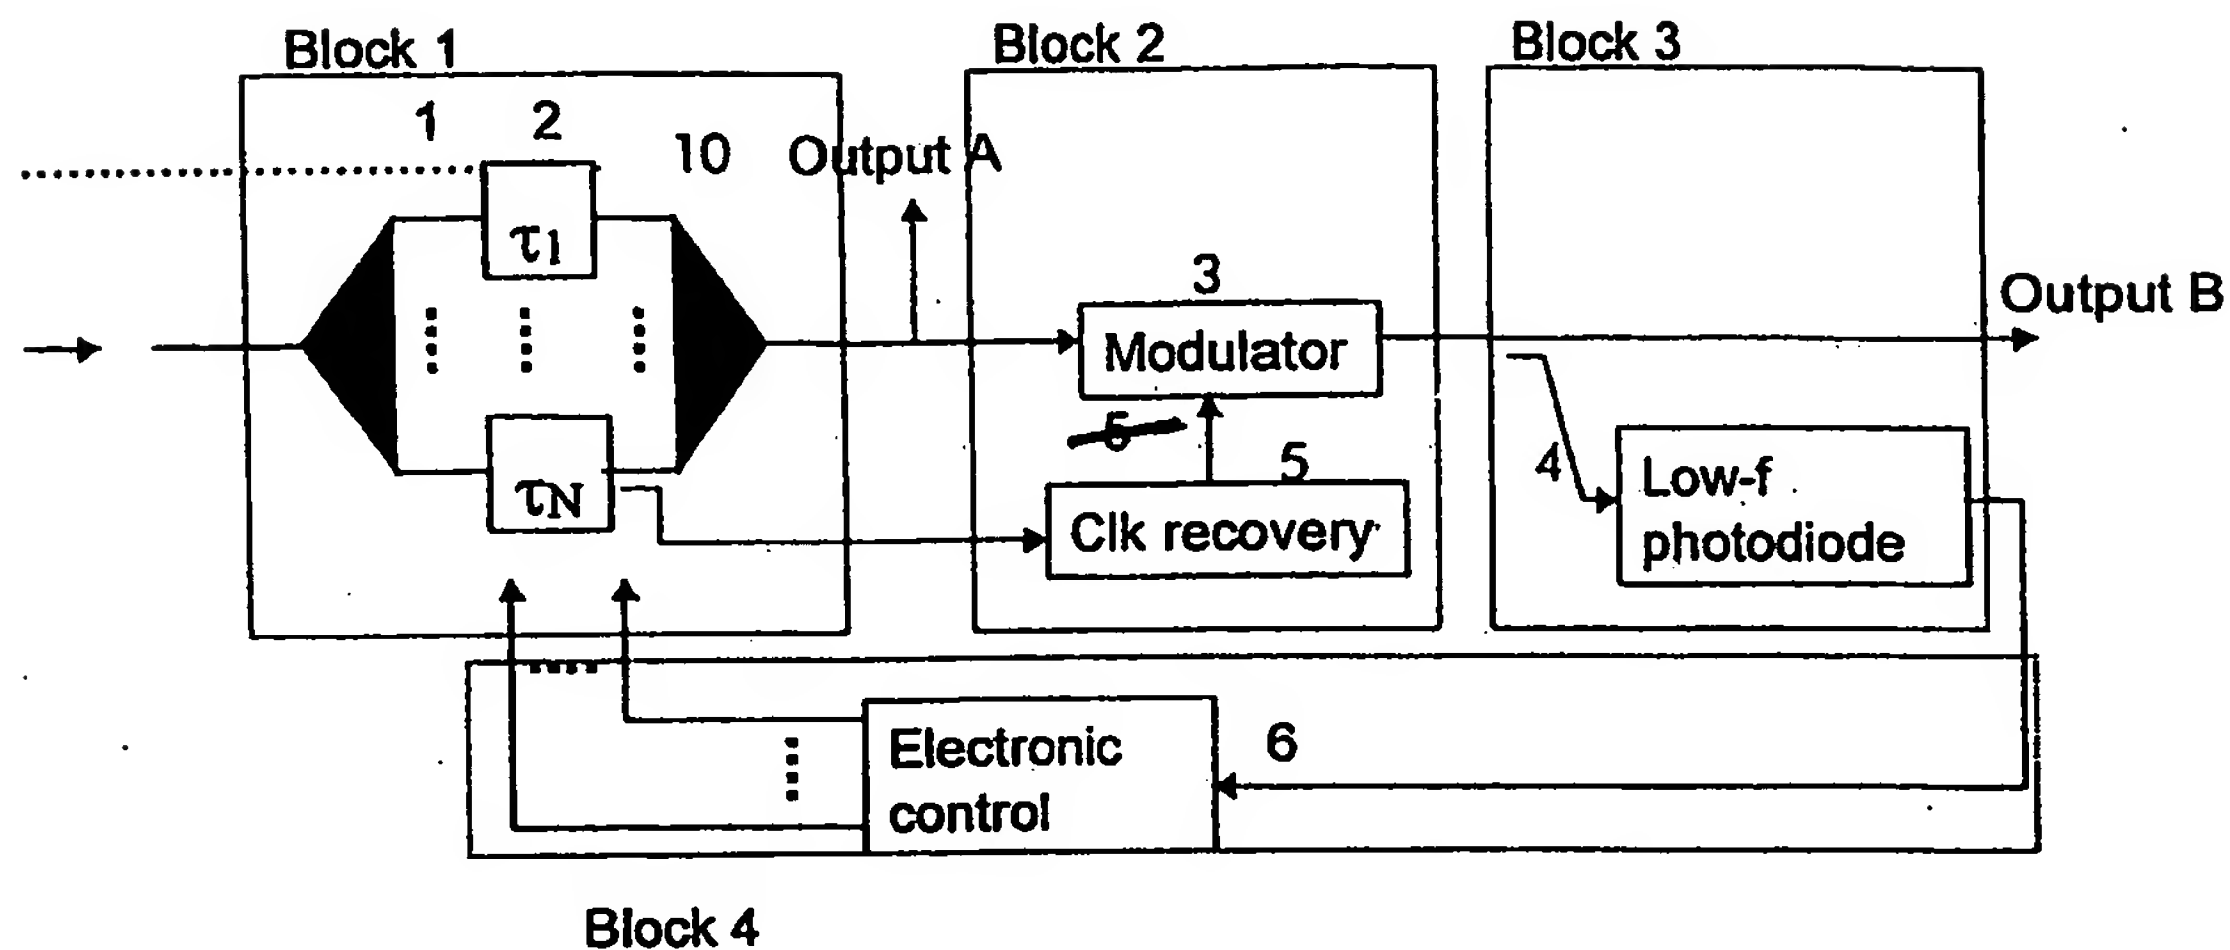 Block 1
Block 2
Block 3
1
2
10
Output A
τ1
3
Output B
Modulator
5
5
4
Low-f
photodiode
τN
Clk recovery
Electronic
control
6
Block 4